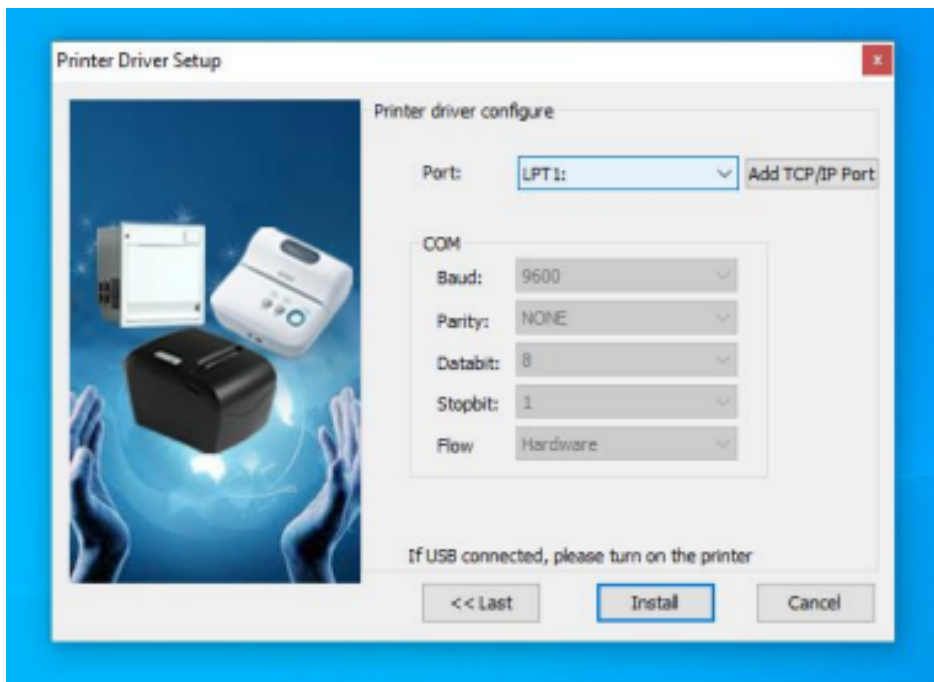 Printer Driver Setup
x
Printer driver configure
Port:
LPT1:
Add TCP/IP Port
COM
Baud:
9600
Parity:
NONE
Databit:
8
Stopbit:
1
Flow
Hardware
If USB connected, please turn on the printer
<< Last
Install
Cancel